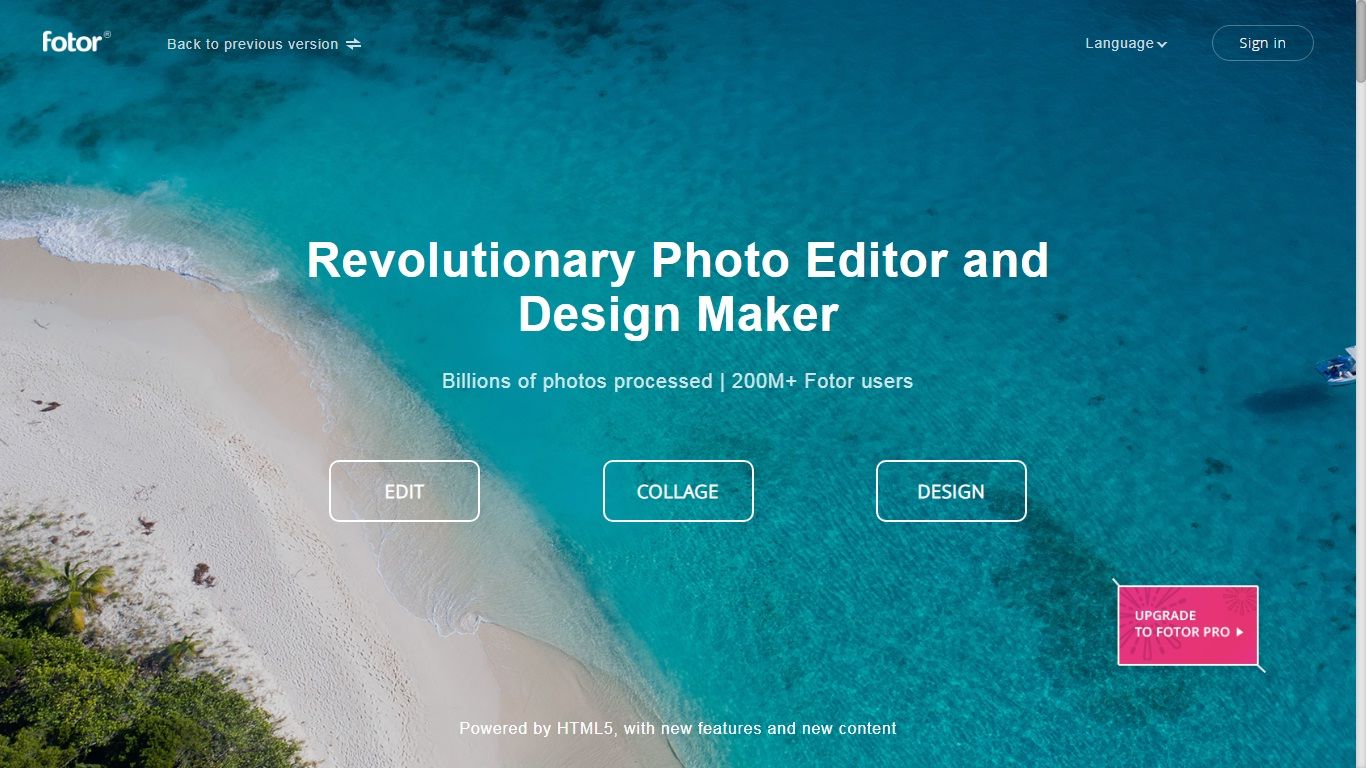 fotor®
Back to previous version
Language
Sign in
Revolutionary Photo Editor and
Design Maker
Billions of photos processed | 200M+ Fotor users
EDIT
COLLAGE
DESIGN
UPGRADE
TO FOTOR PRO
Powered by HTML5, with new features and new content